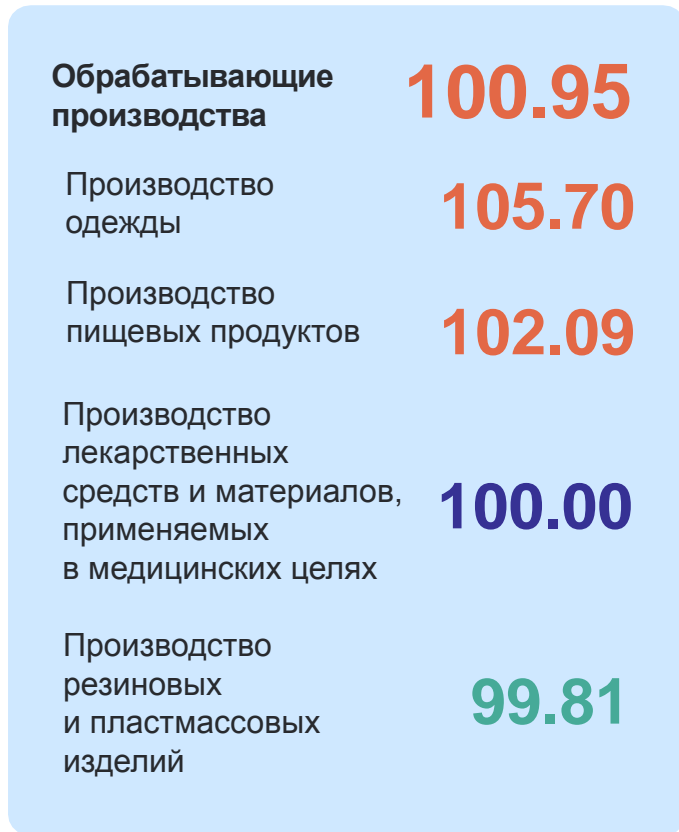 Обрабатывающие
производства
100.95
Производство
одежды
105.70
Производство
пищевых продуктов
102.09
Производство
лекарственных
средств и материалов,
применяемых
в медицинских целях
100.00
Производство
резиновых
и пластмассовых
изделий
99.81